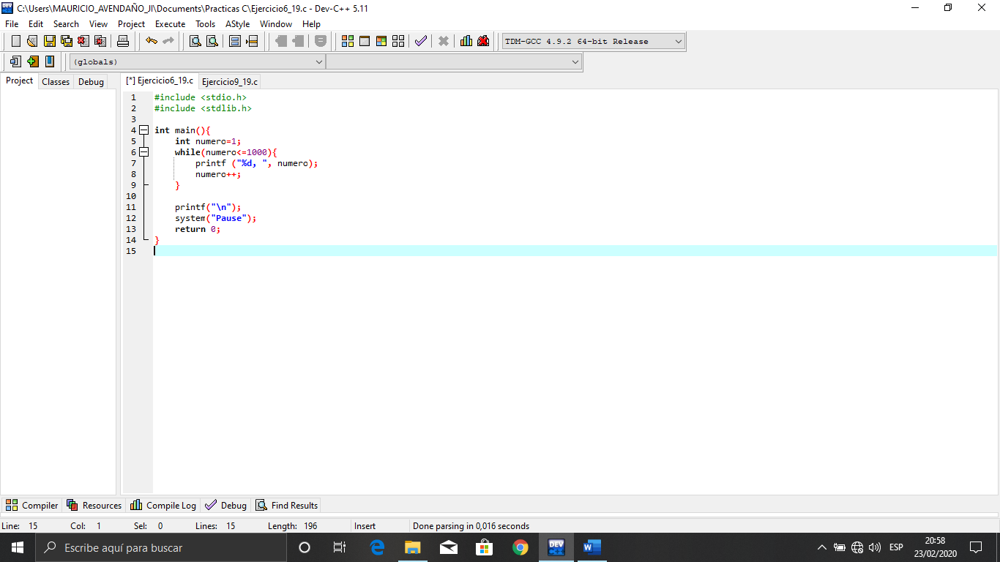 C:\Users\MAURICIO_AVENDAÑO_JI\Documents\Practicas C\Ejercicio6_19.c - Dev-C++ 5.11
File Edit Search View Project Execute Tools AStyle Window Help
TDM-GCC 4.9.2 64-bit Release
(globals)
Project Classes Debug [*] Ejercicio6_19.c Ejercicio9_19.c
1 #include <stdio.h>
2 #include <stdlib.h>
3
4 int main(){
5 int numero=1;
6 while(numero<=1000){
7 printf ("%d, ", numero);
8 numero++;
9 }
10
11 printf("\n");
12 system("Pause");
13 return 0;
14 }
15
Compiler Resources Compile Log Debug Find Results
Line: 15 Col: 1 Sel: 0 Lines: 15 Length: 196 Insert Done parsing in 0,016 seconds
Escribe aquí para buscar DEV W ESP 20:58
23/02/2020